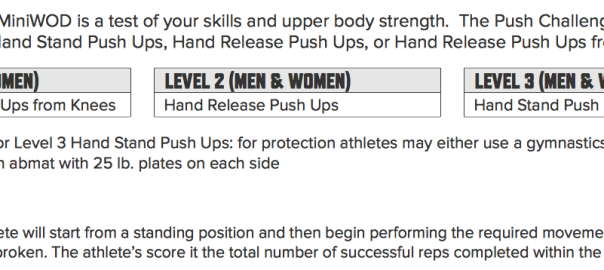 MiniWOD is a test of your skills and upper body strength. The Push Challeng
Hand Stand Push Ups, Hand Release Push Ups, or Hand Release Push Ups fr
OMEN) LEVEL 2 (MEN & WOMEN) LEVEL 3 (MEN & W
Ups from Knees Hand Release Push Ups Hand Stand Push
or Level 3 Hand Stand Push Ups: for protection athletes may either use a gymnastics
n abmat with 25 lb. plates on each side
ete will start from a standing position and then begin performing the required moveme
broken. The athlete's score it the total number of successful reps completed within the